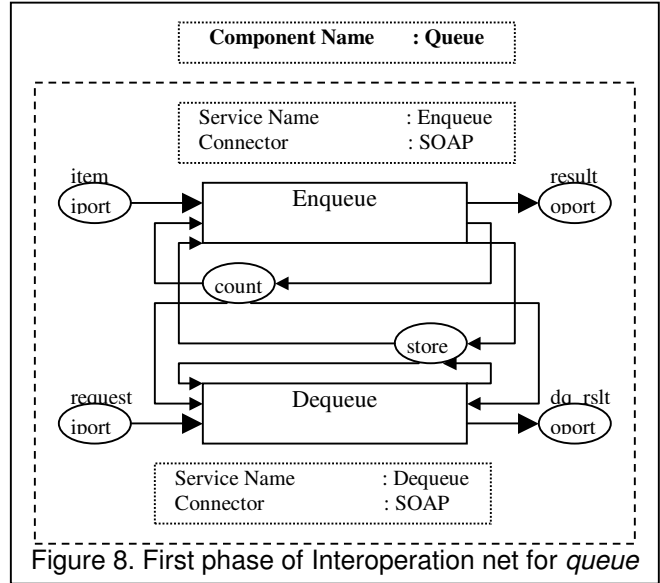 Component Name : Queue
Service Name : Enqueue
Connector : SOAP
item
iport
Enqueue
result
oport
count
store
request
iport
Dequeue
dq_rslt
oport
Service Name : Dequeue
Connector : SOAP
Figure 8. First phase of Interoperation net for queue